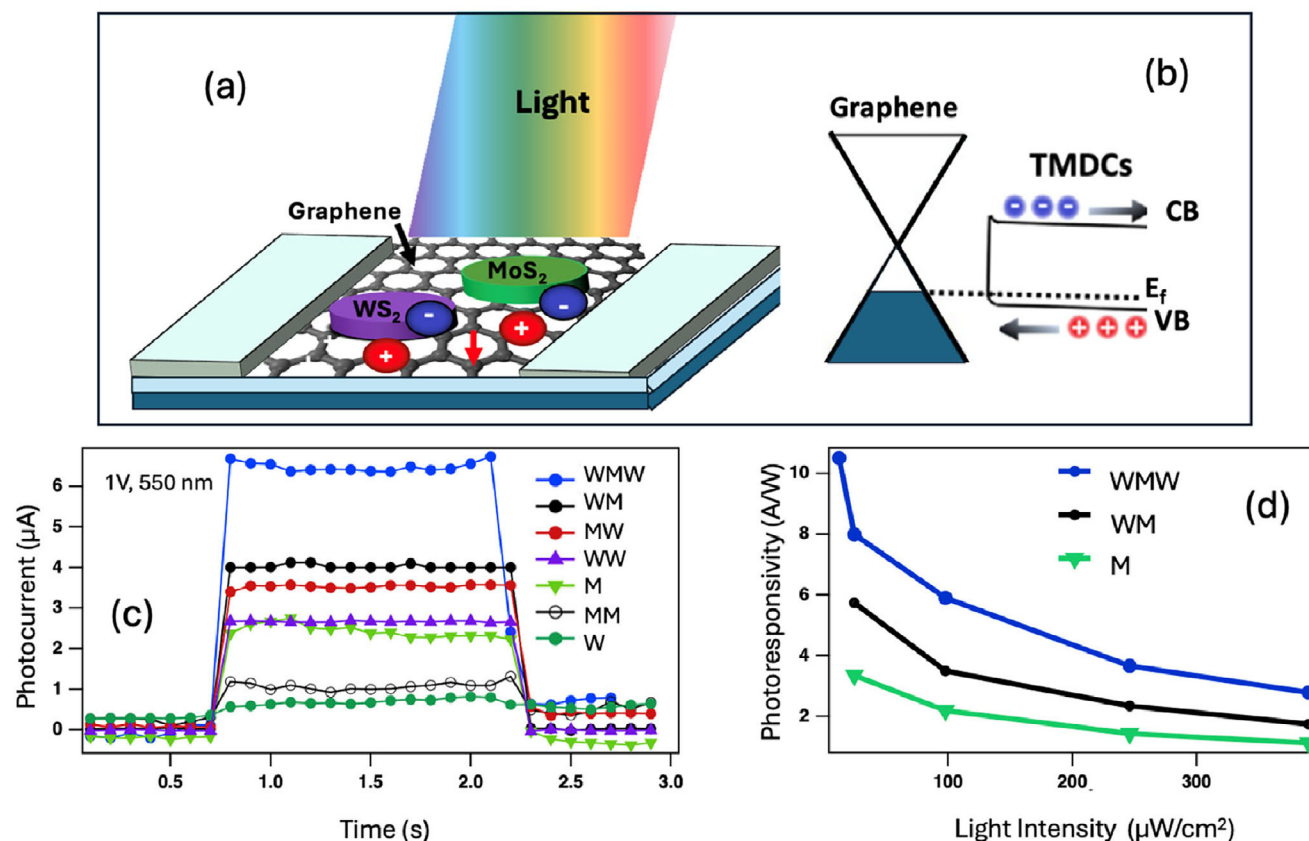 (a)
Light
Graphene
MoS₂
WS₂
- -
+ +
(b)
Graphene
TMDCs
- - -
CB
E_f
VB
+ + +
1V, 550 nm
(c)
WMW
WM
MW
WW
M
MM
W
Photocurrent (µA)
6
5
4
3
2
1
0
0.5 1.0 1.5 2.0 2.5 3.0
Time (s)
(d)
WMW
WM
M
Photoresponsivity (A/W)
10
8
6
4
2
100 200 300
Light Intensity (µW/cm²)